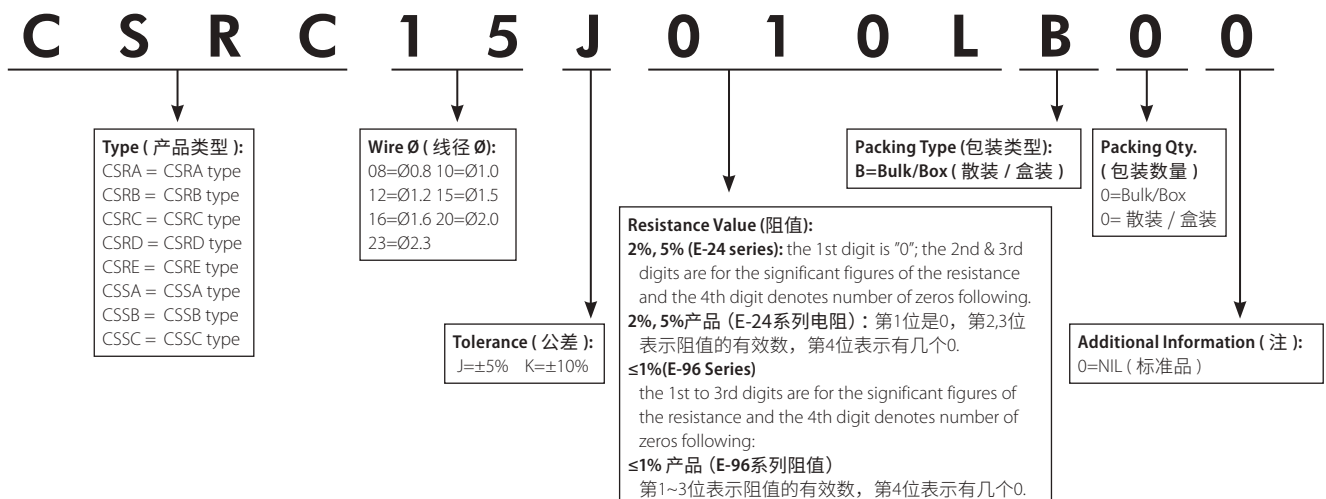 C S R C 1 5 J 0 1 0 L B 0 0
Type ( 产品类型 ):
CSRA = CSRA type
CSRB = CSRB type
CSRC = CSRC type
CSRD = CSRD type
CSRE = CSRE type
CSSA = CSSA type
CSSB = CSSB type
CSSC = CSSC type
Wire Ø ( 线径 Ø):
08=Ø0.8 10=Ø1.0
12=Ø1.2 15=Ø1.5
16=Ø1.6 20=Ø2.0
23=Ø2.3
Tolerance ( 公差 ):
J=±5% K=±10%
Resistance Value (阻值):
2%, 5% (E-24 series): the 1st digit is "0"; the 2nd & 3rd
digits are for the significant figures of the resistance
and the 4th digit denotes number of zeros following.
2%, 5%产品（E-24系列电阻）：第1位是0，第2,3位
表示阻值的有效数，第4位表示有几个0.
≤1%(E-96 Series)
the 1st to 3rd digits are for the significant figures of
the resistance and the 4th digit denotes number of
zeros following:
≤1% 产品（E-96系列阻值）
第1~3位表示阻值的有效数，第4位表示有几个0.
Packing Type (包装类型):
B=Bulk/Box ( 散装 / 盒装 )
Packing Qty.
( 包装数量 )
0=Bulk/Box
0= 散装 / 盒装
Additional Information ( 注 ):
0=NIL ( 标准品 )